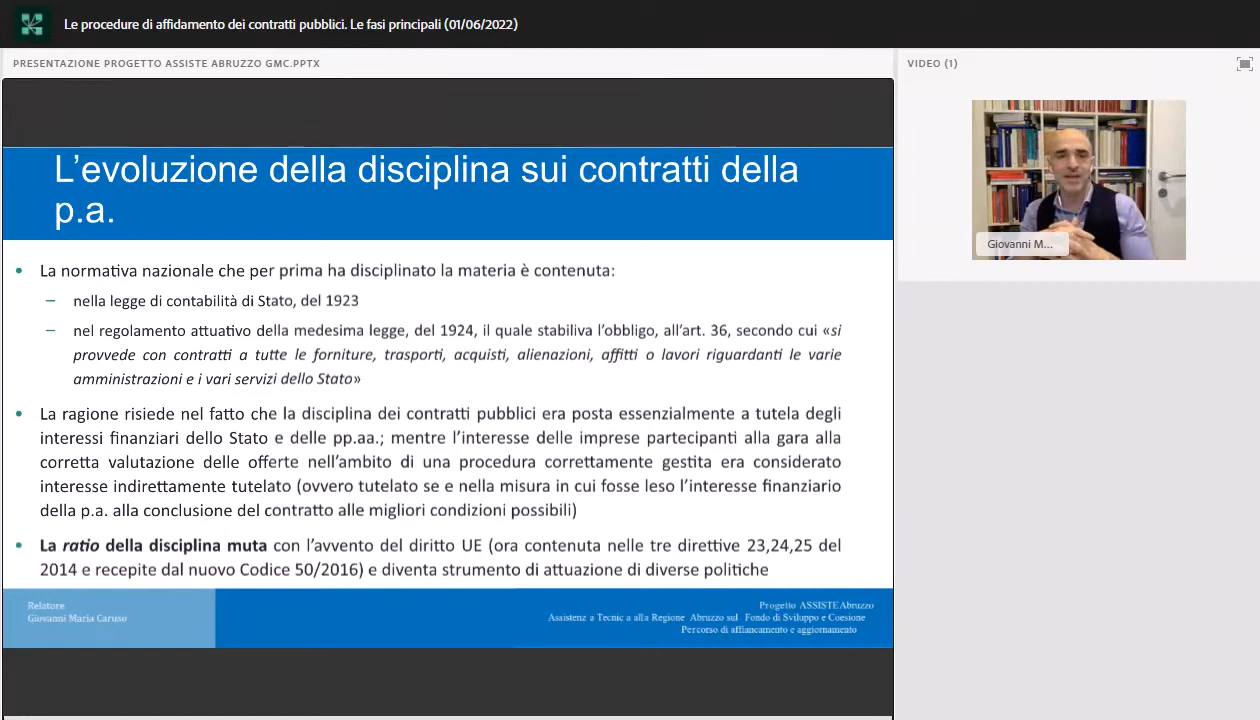 Le procedure di affidamento dei contratti pubblici. Le fasi principali (01/06/2022)
PRESENTAZIONE PROGETTO ASSISTE ABRUZZO GMC.PPTX
VIDEO (1)
L'evoluzione della disciplina sui contratti della
p.a.
• La normativa nazionale che per prima ha disciplinato la materia è contenuta:
– nella legge di contabilità di Stato, del 1923
– nel regolamento attuativo della medesima legge, del 1924, il quale stabiliva l'obbligo, all'art. 36, secondo cui «si
provvede con contratti a tutte le forniture, trasporti, acquisti, alienazioni, affitti o lavori riguardanti le varie
amministrazioni e i vari servizi dello Stato»
• La ragione risiede nel fatto che la disciplina dei contratti pubblici era posta essenzialmente a tutela degli
interessi finanziari dello Stato e delle pp.aa.; mentre l'interesse delle imprese partecipanti alla gara alla
corretta valutazione delle offerte nell'ambito di una procedura correttamente gestita era considerato
interesse indirettamente tutelato (ovvero tutelato se e nella misura in cui fosse leso l'interesse finanziario
della p.a. alla conclusione del contratto alle migliori condizioni possibili)
• La ratio della disciplina muta con l'avvento del diritto UE (ora contenuta nelle tre direttive 23,24,25 del
2014 e recepite dal nuovo Codice 50/2016) e diventa strumento di attuazione di diverse politiche
Relatore
Giovanni Maria Caruso
Progetto ASSISTE Abruzzo
Assistenz a Tecnic a alla Regione Abruzzo sul Fondo di Sviluppo e Coesione
Percorso di affiancamento e aggiornamento
Giovanni M...